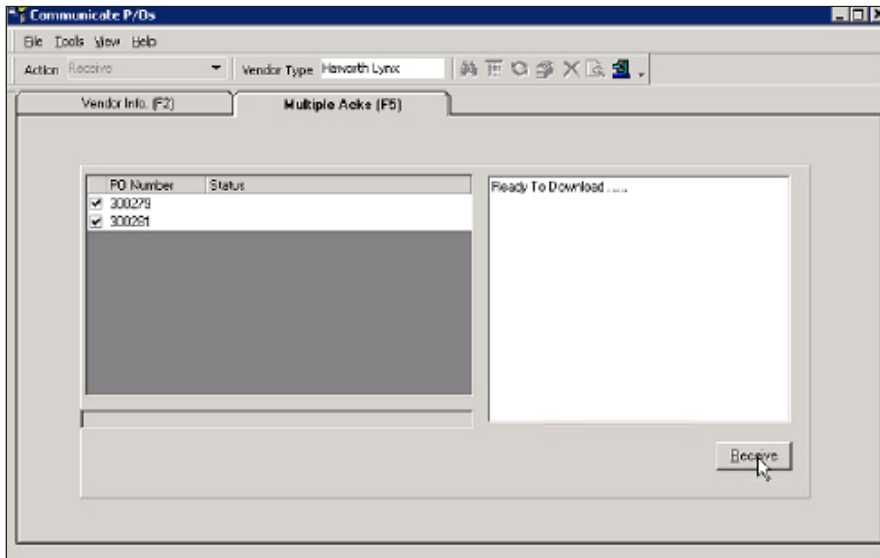 Communicate P/Os
File Tools View Help
Action Receive Vendor Type Haworth Lynx
Vendor Info. (F2) Multiple Acks (F5)
PO Number Status
300279
300281
Ready To Download .....
Receive